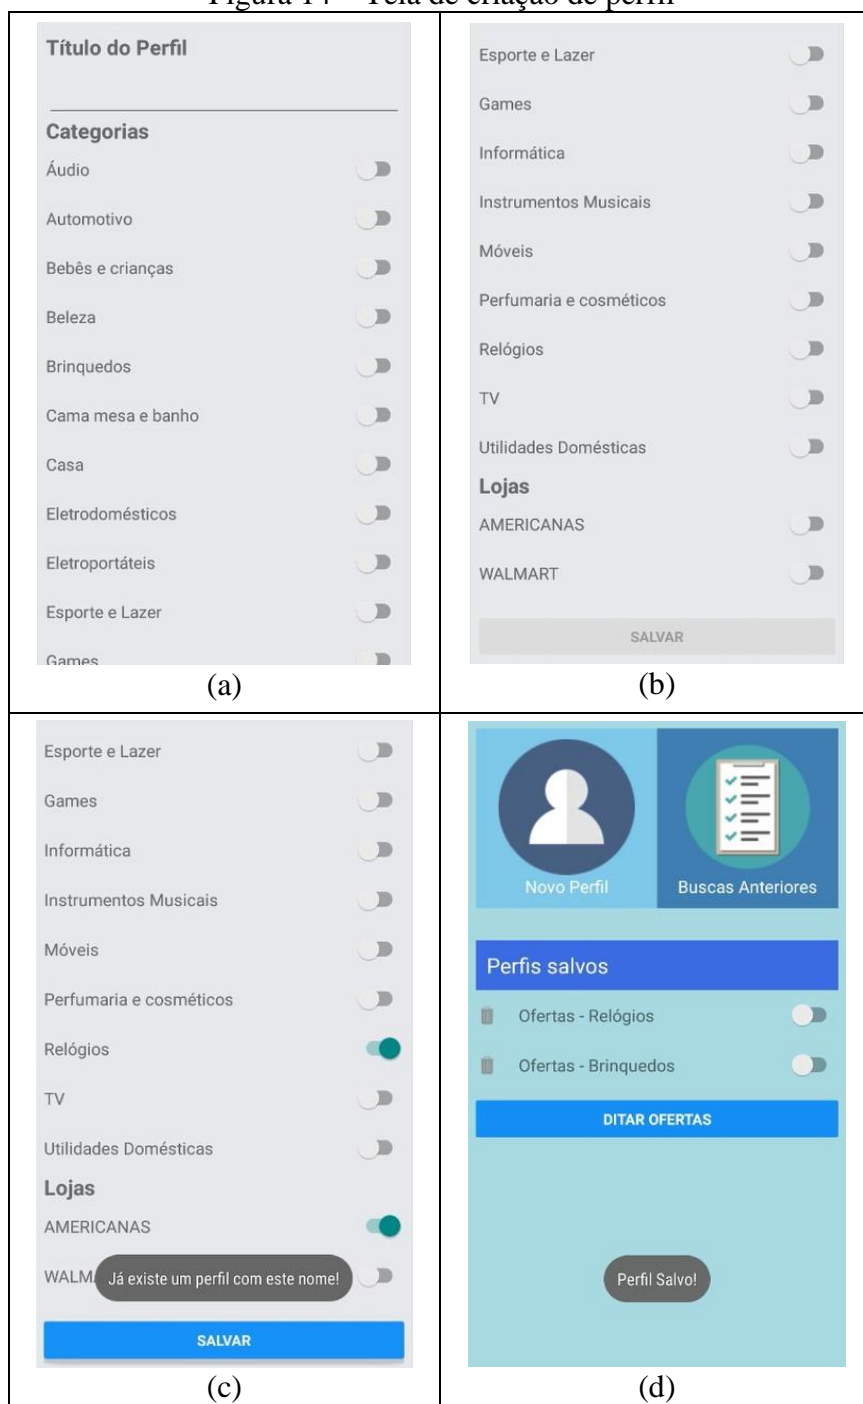 Figura 14 – Tela de criação de perfil
Título do Perfil
Categorias
Áudio
Automotivo
Bebês e crianças
Beleza
Brinquedos
Cama mesa e banho
Casa
Eletrodomésticos
Eletroportáteis
Esporte e Lazer
Games
(a)
Esporte e Lazer
Games
Informática
Instrumentos Musicais
Móveis
Perfumaria e cosméticos
Relógios
TV
Utilidades Domésticas
Lojas
AMERICANAS
WALMART
SALVAR
(b)
Esporte e Lazer
Games
Informática
Instrumentos Musicais
Móveis
Perfumaria e cosméticos
Relógios
TV
Utilidades Domésticas
Lojas
AMERICANAS
WALM
Já existe um perfil com este nome!
SALVAR
(c)
Novo Perfil
Buscas Anteriores
Perfis salvos
Ofertas - Relógios
Ofertas - Brinquedos
DITAR OFERTAS
Perfil Salvo!
(d)